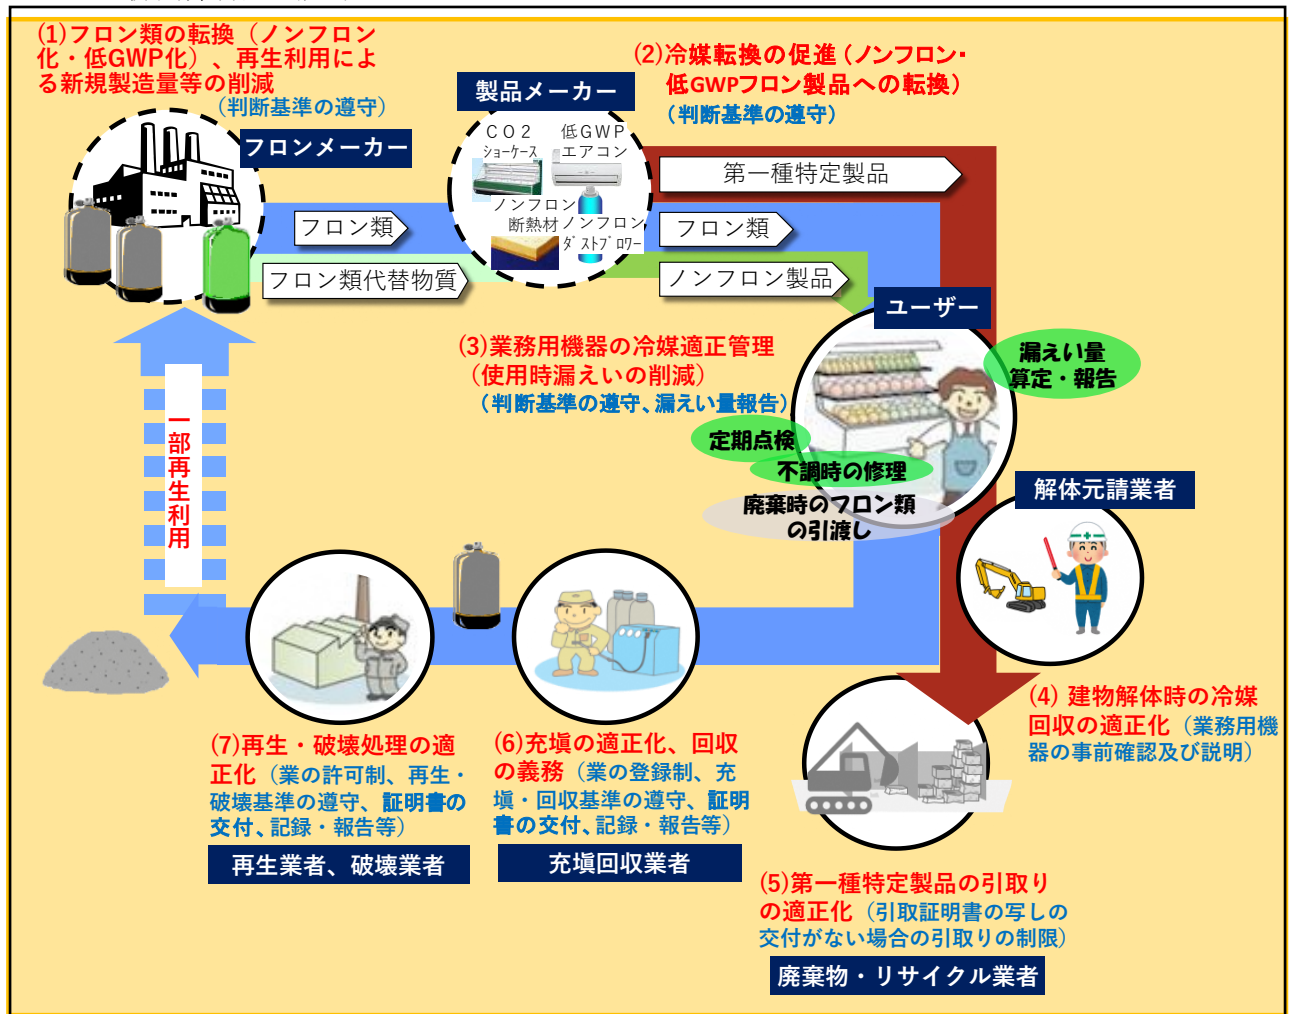 (1)フロン類の転換（ノンフロン
化・低GWP化）、再生利用によ
る新規製造量等の削減
（判断基準の遵守）
フロンメーカー
製品メーカー
(2)冷媒転換の促進（ノンフロン・
低GWPフロン製品への転換）
（判断基準の遵守）
ＣＯ２
ｼｮｰｹｰｽ
低ＧＷＰ
エアコン
ノンフロン
断熱材
ノンフロン
ﾀﾞｽﾄﾌﾞﾛﾜｰ
第一種特定製品
フロン類
フロン類
フロン類代替物質
ノンフロン製品
ユーザー
(3)業務用機器の冷媒適正管理
（使用時漏えいの削減）
（判断基準の遵守、漏えい量報告）
漏えい量
算定・報告
定期点検
不調時の修理
廃棄時のフロン類
の引渡し
一部再生利用
解体元請業者
(4) 建物解体時の冷媒
回収の適正化（業務用機
器の事前確認及び説明）
(7)再生・破壊処理の適
正化（業の許可制、再生・
破壊基準の遵守、証明書の
交付、記録・報告等）
再生業者、破壊業者
(6)充塡の適正化、回収
の義務（業の登録制、充
塡・回収基準の遵守、証明
書の交付、記録・報告等）
充塡回収業者
(5)第一種特定製品の引取り
の適正化（引取証明書の写しの
交付がない場合の引取りの制限）
廃棄物・リサイクル業者